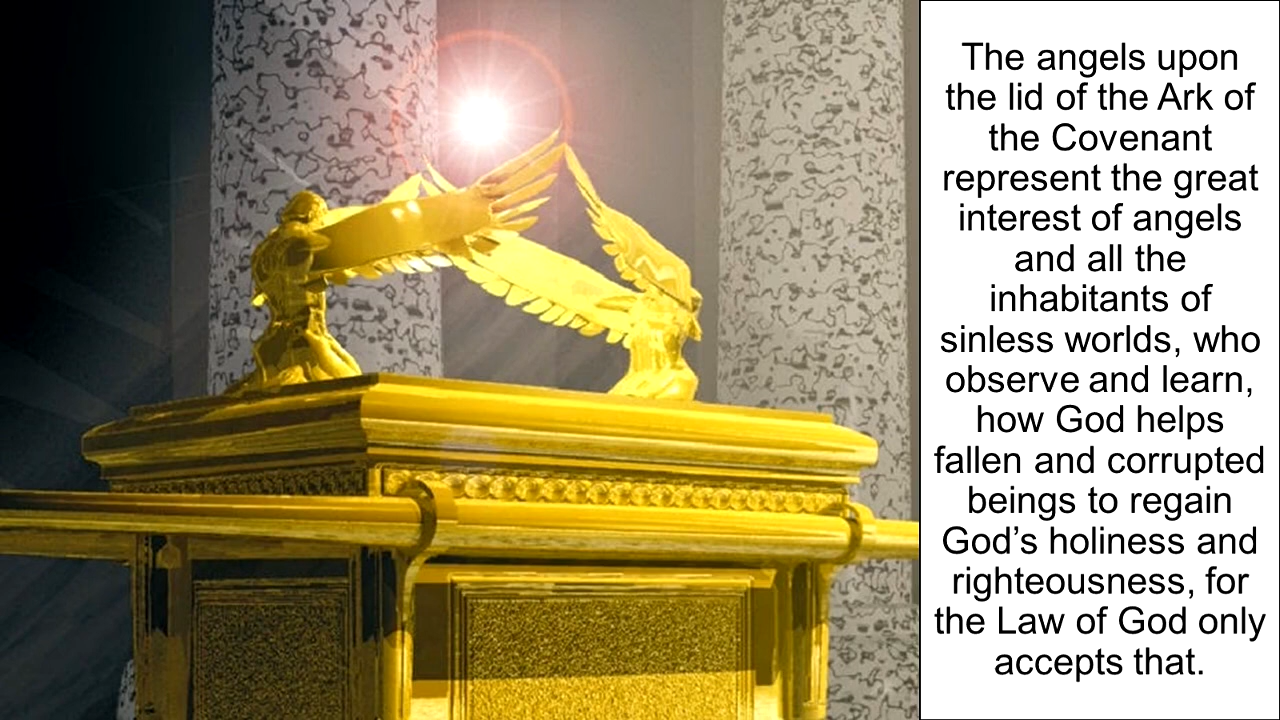 The angels upon
the lid of the Ark of
the Covenant
represent the great
interest of angels
and all the
inhabitants of
sinless worlds, who
observe and learn,
how God helps
fallen and corrupted
beings to regain
God’s holiness and
righteousness, for
the Law of God only
accepts that.